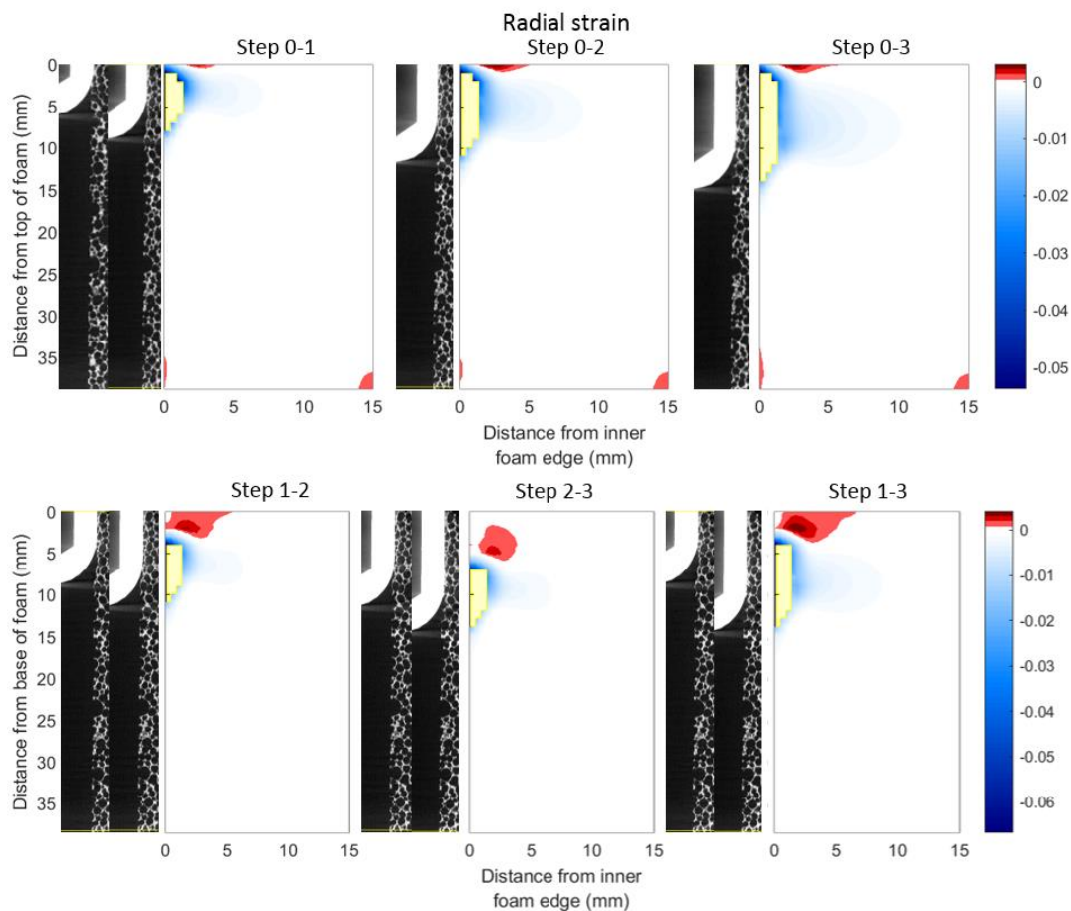 Radial strain
Step 0-1
Step 0-2
Step 0-3
Distance from top of foam (mm)
0
5
10
15
20
25
30
35
0 5 10 15
0 5 10 15
0 5 10 15
0
-0.01
-0.02
-0.03
-0.04
-0.05
Distance from inner
foam edge (mm)
Step 1-2
Step 2-3
Step 1-3
Distance from base of foam (mm)
0
5
10
15
20
25
30
35
0 5 10 15
0 5 10 15
0 5 10 15
0
-0.01
-0.02
-0.03
-0.04
-0.05
-0.06
Distance from inner
foam edge (mm)